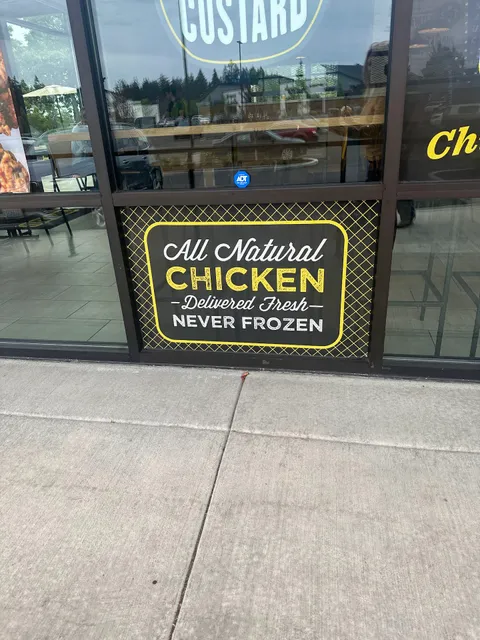 CUSTARD
ADT
Ch
All Natural
CHICKEN
-Delivered Fresh-
NEVER FROZEN